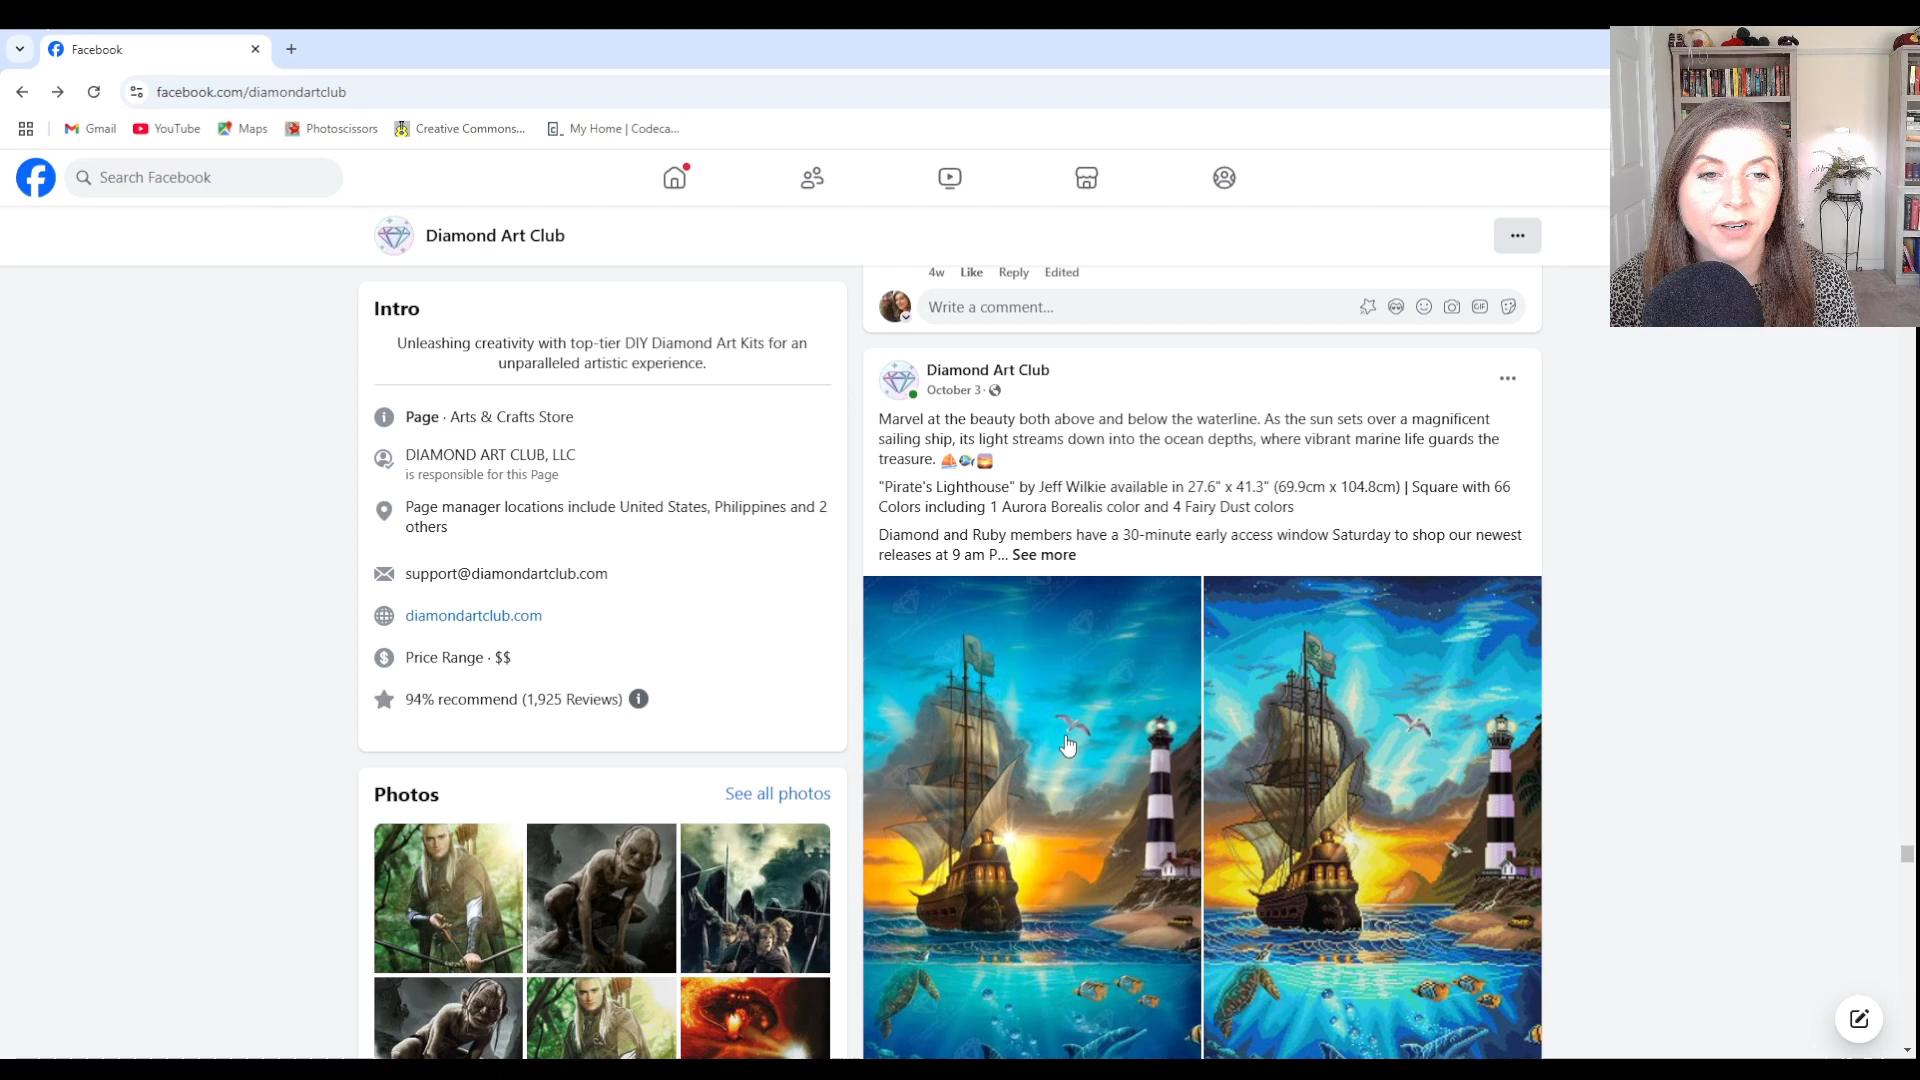 Facebook
facebook.com/diamondartclub
Gmail
YouTube
Maps
Photoscissors
Creative Commons...
My Home | Codeca...
Search Facebook
Diamond Art Club
Intro
Unleashing creativity with top-tier DIY Diamond Art Kits for an
unparalleled artistic experience.
Page · Arts & Crafts Store
DIAMOND ART CLUB, LLC
is responsible for this Page
Page manager locations include United States, Philippines and 2
others
support@diamondartclub.com
diamondartclub.com
Price Range · $$
94% recommend (1,925 Reviews)
Photos
See all photos
4w Like Reply Edited
Write a comment...
GIF
Diamond Art Club
October 3 ·
Marvel at the beauty both above and below the waterline. As the sun sets over a magnificent
sailing ship, its light streams down into the ocean depths, where vibrant marine life guards the
treasure. ⛵🐠🌅
"Pirate's Lighthouse" by Jeff Wilkie available in 27.6" x 41.3" (69.9cm x 104.8cm) | Square with 66
Colors including 1 Aurora Borealis color and 4 Fairy Dust colors
Diamond and Ruby members have a 30-minute early access window Saturday to shop our newest
releases at 9 am P... See more